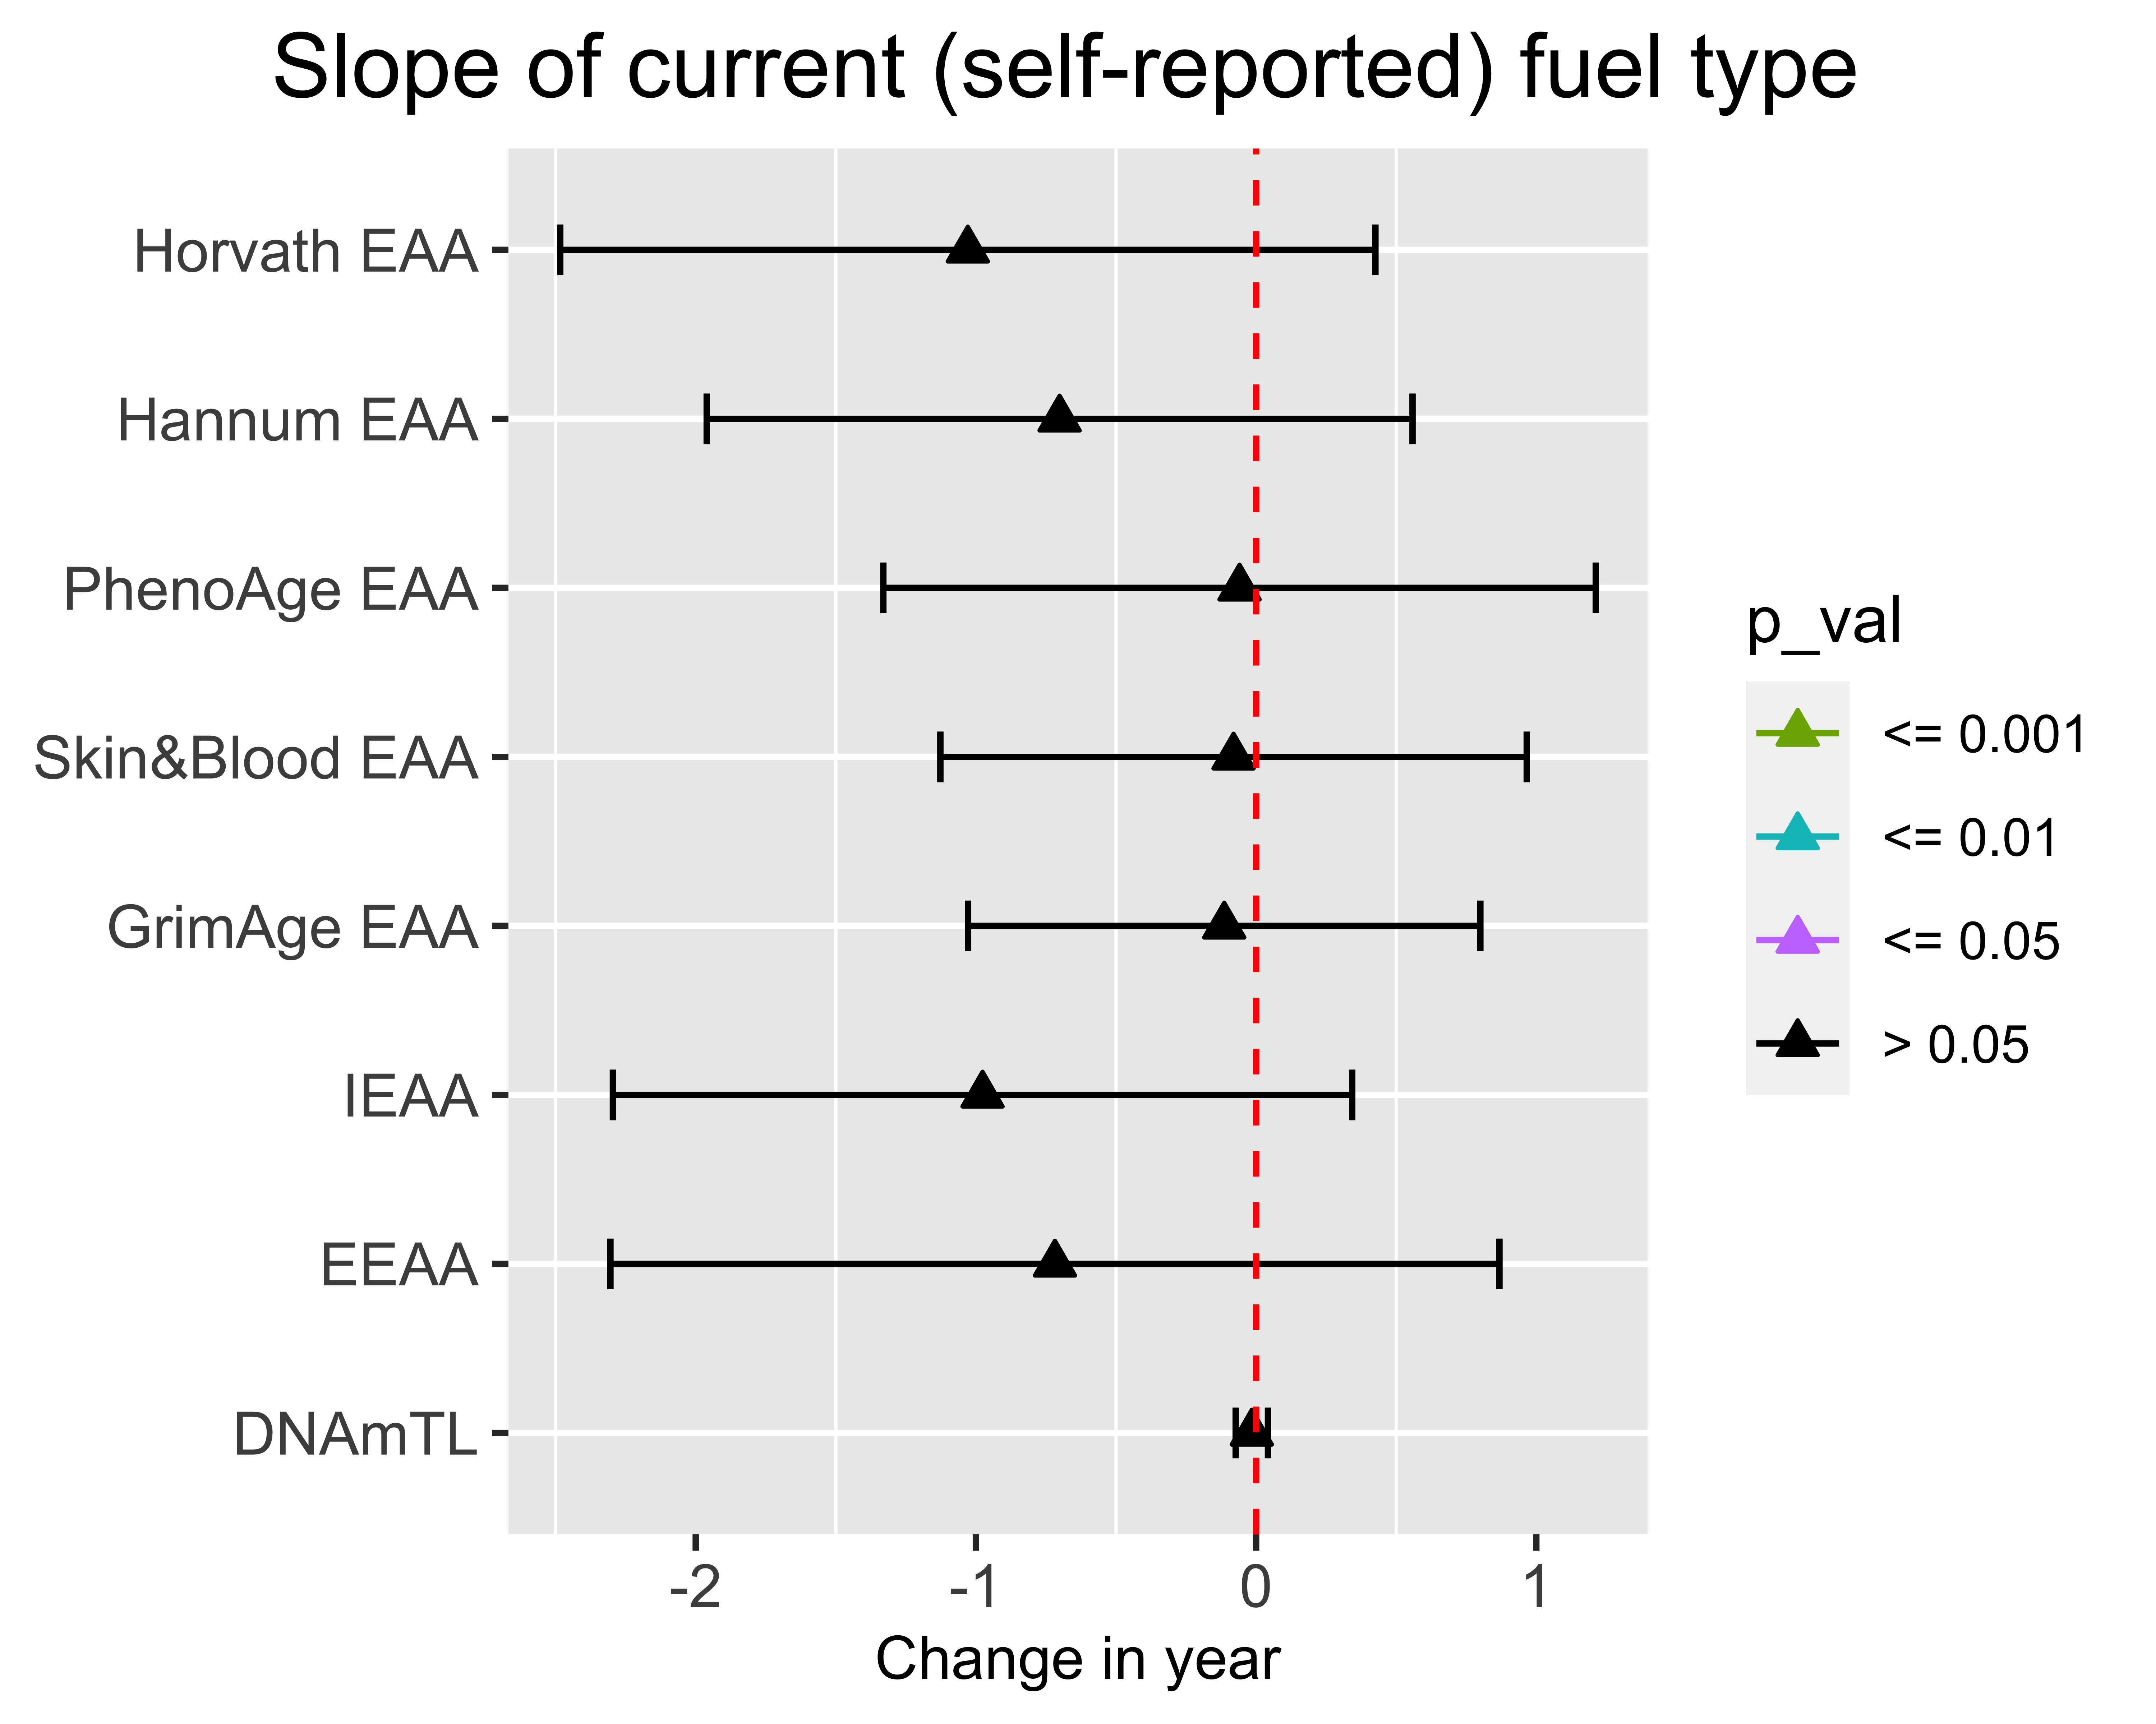 Slope of current (self-reported) fuel type
Horvath EAA
Hannum EAA
PhenoAge EAA
Skin&Blood EAA
GrimAge EAA
IEAA
EEAA
DNAmTL
-2 -1 0 1
Change in year
p_val
<= 0.001
<= 0.01
<= 0.05
> 0.05